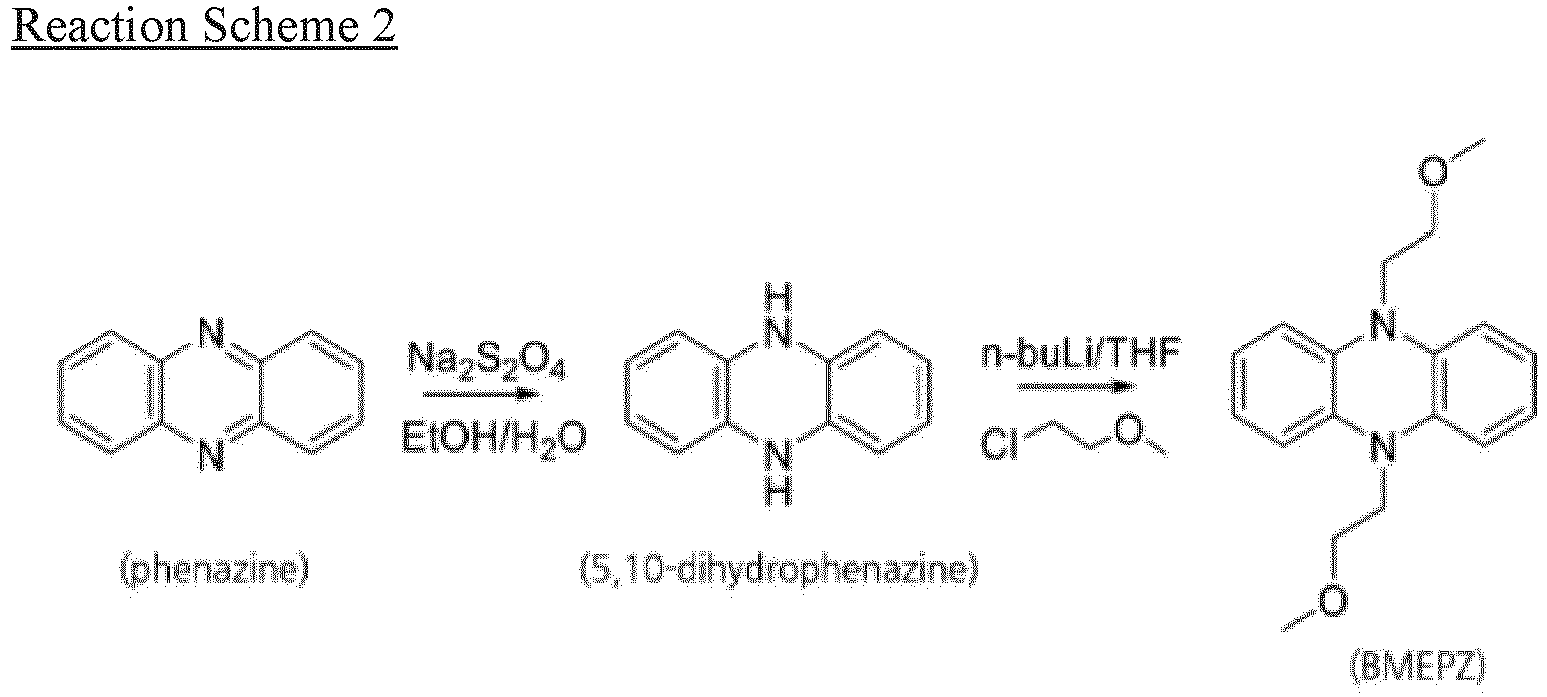 Reaction Scheme 2
O
H
N
N
N
n-buLi/THF
Na2S2O4
EtOH/H2O
Cl
O
N
N
N
H
(phenazine)
(5,10-dihydrophenazine)
O
(BMEPZ)